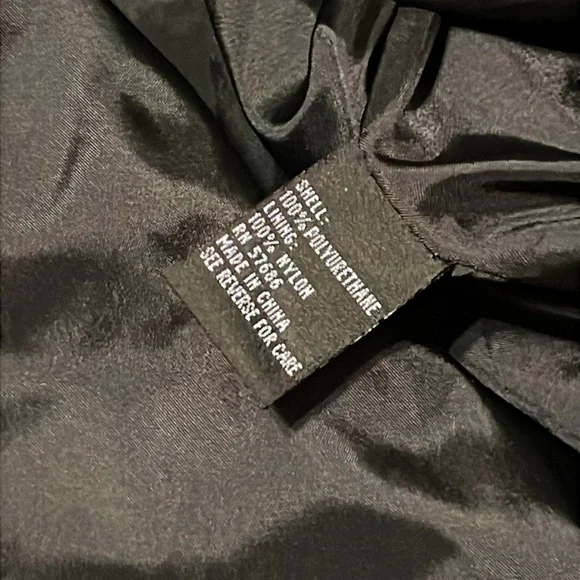 SHELL:
100% POLYURETHANE
LINING:
100% NYLON
RN 57686
MADE IN CHINA
SEE REVERSE FOR CARE